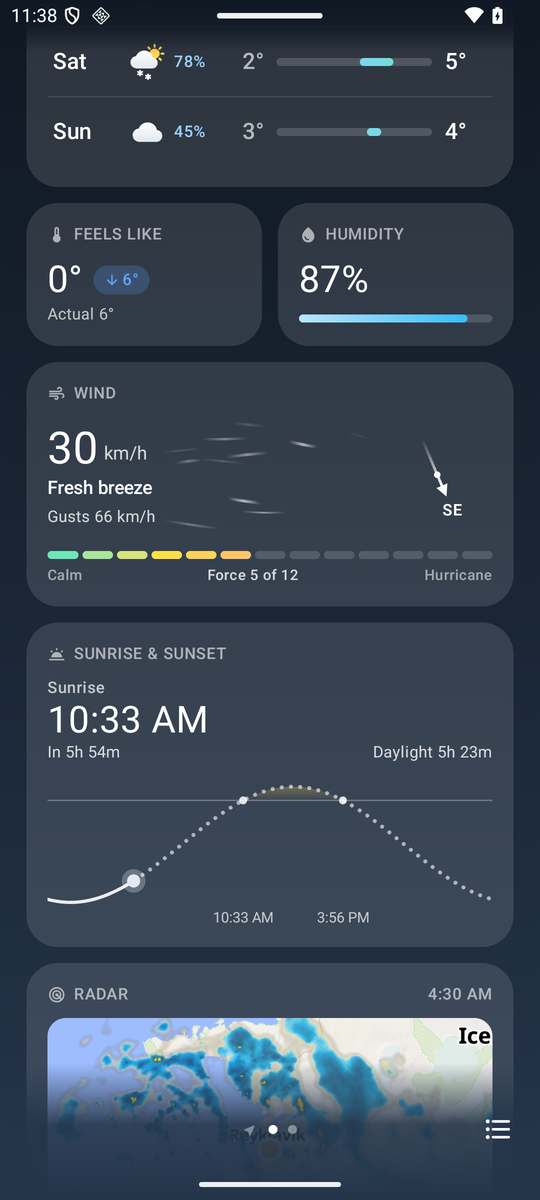 11:38
Sat 78% 2° 5°
Sun 45% 3° 4°
FEELS LIKE
0° ↓ 6°
Actual 6°
HUMIDITY
87%
WIND
30 km/h
Fresh breeze
Gusts 66 km/h
SE
Calm Force 5 of 12 Hurricane
SUNRISE & SUNSET
Sunrise
10:33 AM
In 5h 54m Daylight 5h 23m
10:33 AM 3:56 PM
RADAR 4:30 AM
Ice
Reykjavik